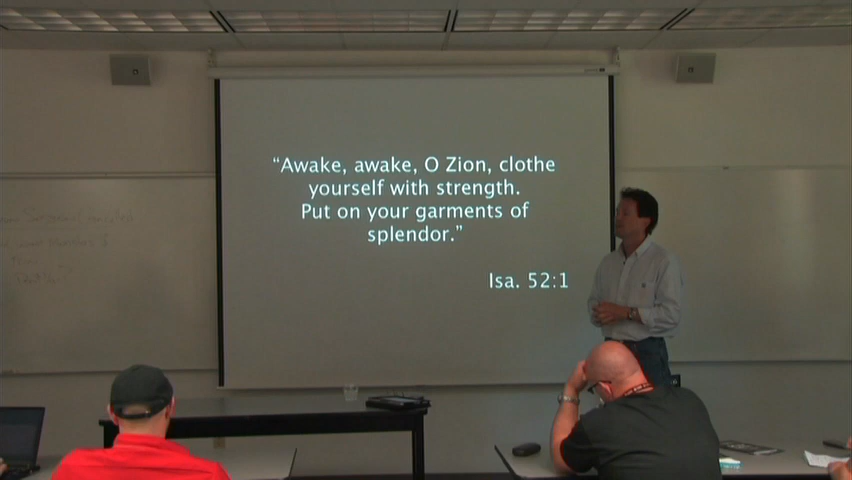 “Awake, awake, O Zion, clothe
yourself with strength.
Put on your garments of
splendor.”
Isa. 52:1